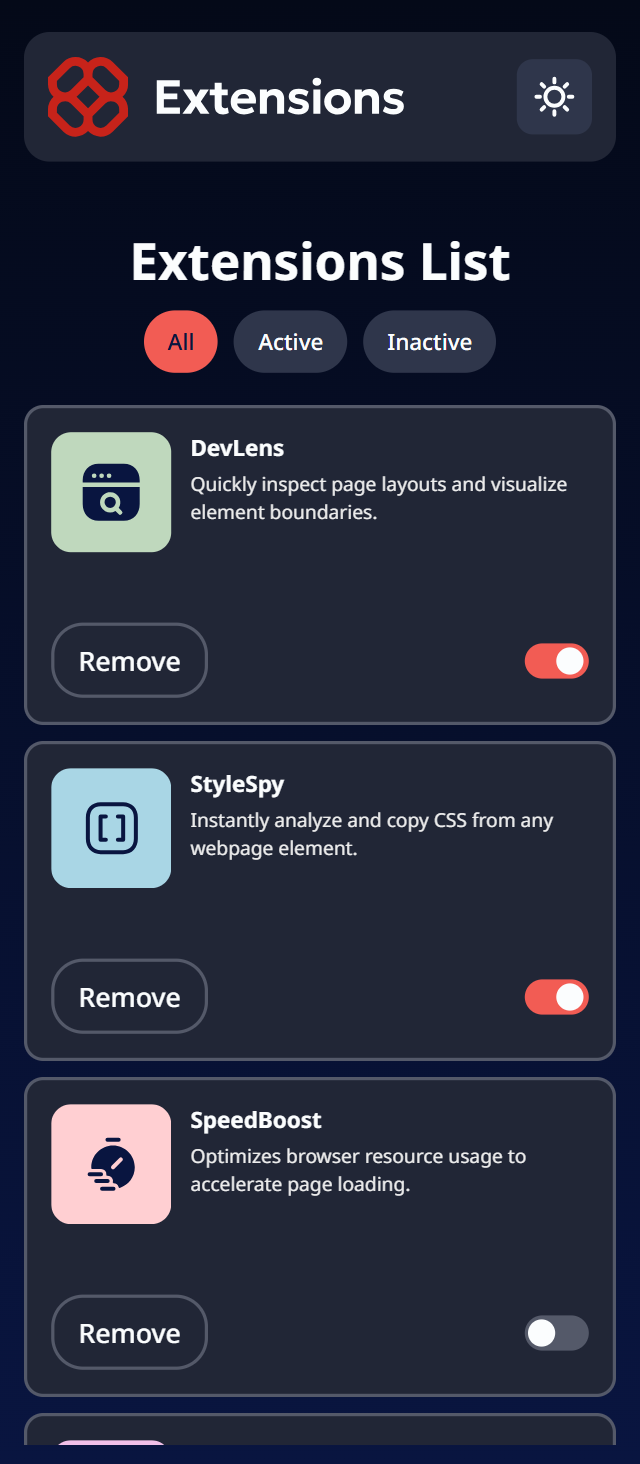 Extensions
Extensions List
All Active Inactive
DevLens
Quickly inspect page layouts and visualize
element boundaries.
Remove
StyleSpy
Instantly analyze and copy CSS from any
webpage element.
Remove
SpeedBoost
Optimizes browser resource usage to
accelerate page loading.
Remove